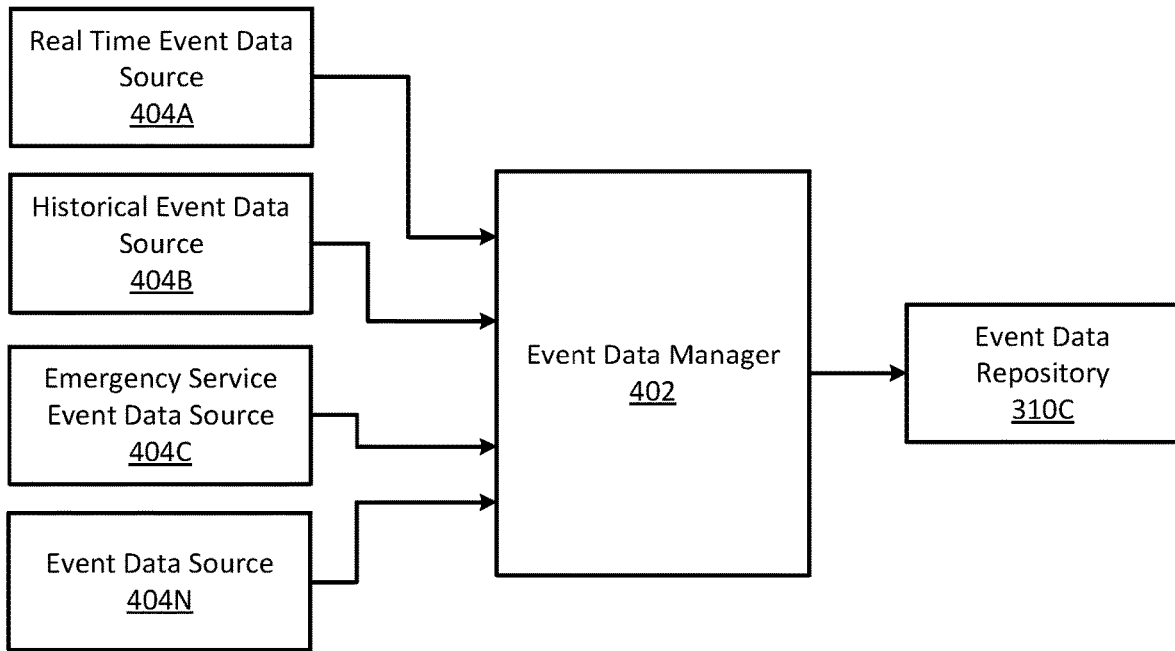 Real Time Event Data
Source
404A
Historical Event Data
Source
404B
Emergency Service
Event Data Source
404C
Event Data Source
404N
Event Data Manager
402
Event Data
Repository
310C